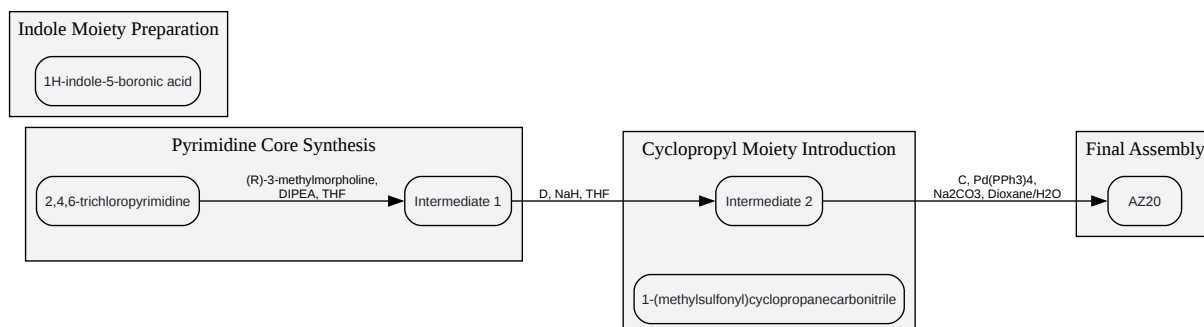 Indole Moiety Preparation
1H-indole-5-boronic acid
Pyrimidine Core Synthesis
2,4,6-trichloropyrimidine
(R)-3-methylmorpholine,
DIPEA, THF
Intermediate 1
D, NaH, THF
Cyclopropyl Moiety Introduction
Intermediate 2
1-(methylsulfonyl)cyclopropanecarbonitrile
C, Pd(PPh3)4,
Na2CO3, Dioxane/H2O
Final Assembly
AZ20